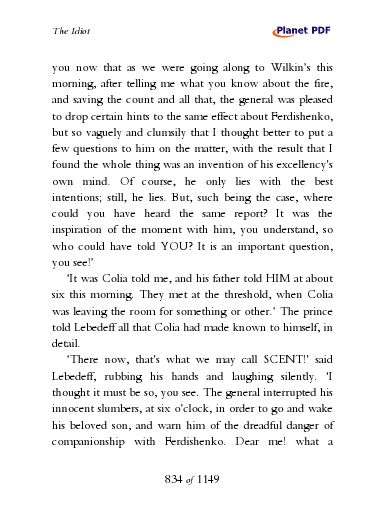 The Idiot
Planet PDF
you now that as we were going along to Wilkin's this
morning, after telling me what you know about the fire,
and saving the count and all that, the general was pleased
to drop certain hints to the same effect about Ferdishenko,
but so vaguely and clumsily that I thought better to put a
few questions to him on the matter, with the result that I
found the whole thing was an invention of his excellency's
own mind. Of course, he only lies with the best
intentions; still, he lies. But, such being the case, where
could you have heard the same report? It was the
inspiration of the moment with him, you understand, so
who could have told YOU? It is an important question,
you see!'
'It was Colia told me, and his father told HIM at about
six this morning. They met at the threshold, when Colia
was leaving the room for something or other.' The prince
told Lebedeff all that Colia had made known to himself, in
detail.
'There now, that's what we may call SCENT!' said
Lebedeff, rubbing his hands and laughing silently. 'I
thought it must be so, you see. The general interrupted his
innocent slumbers, at six o'clock, in order to go and wake
his beloved son, and warn him of the dreadful danger of
companionship with Ferdishenko. Dear me! what a
834 of 1149